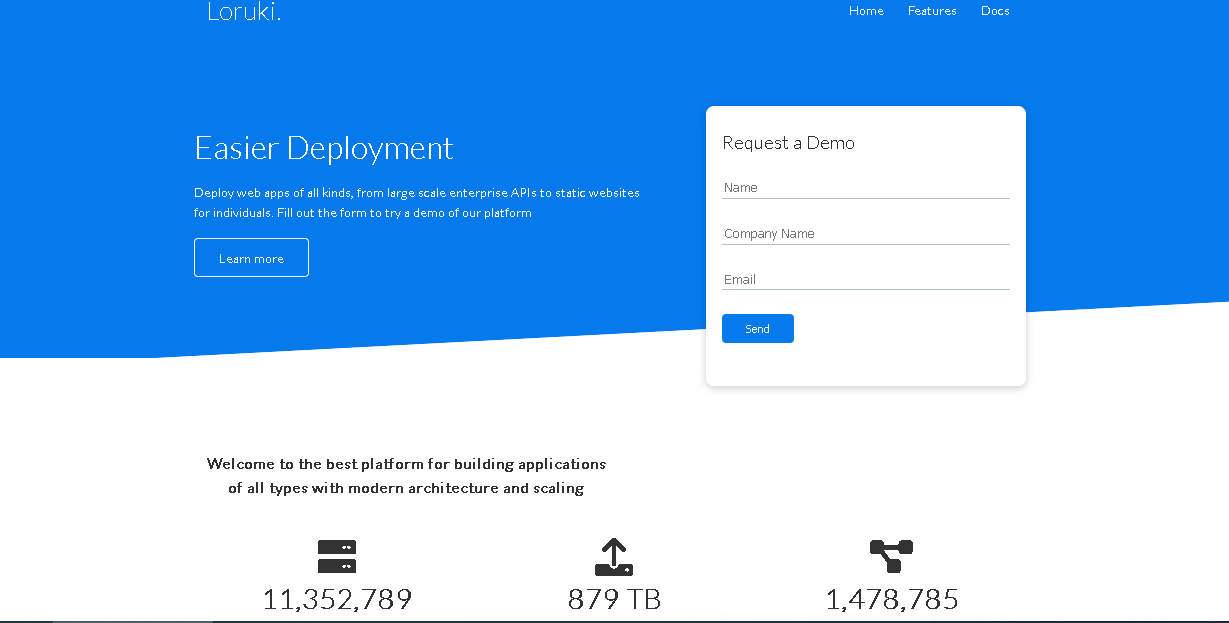 Loruki.
Home Features Docs
Easier Deployment
Deploy web apps of all kinds, from large scale enterprise APIs to static websites
for individuals. Fill out the form to try a demo of our platform
Learn more
Request a Demo
Name
Company Name
Email
Send
Welcome to the best platform for building applications
of all types with modern architecture and scaling
11,352,789
879 TB
1,478,785